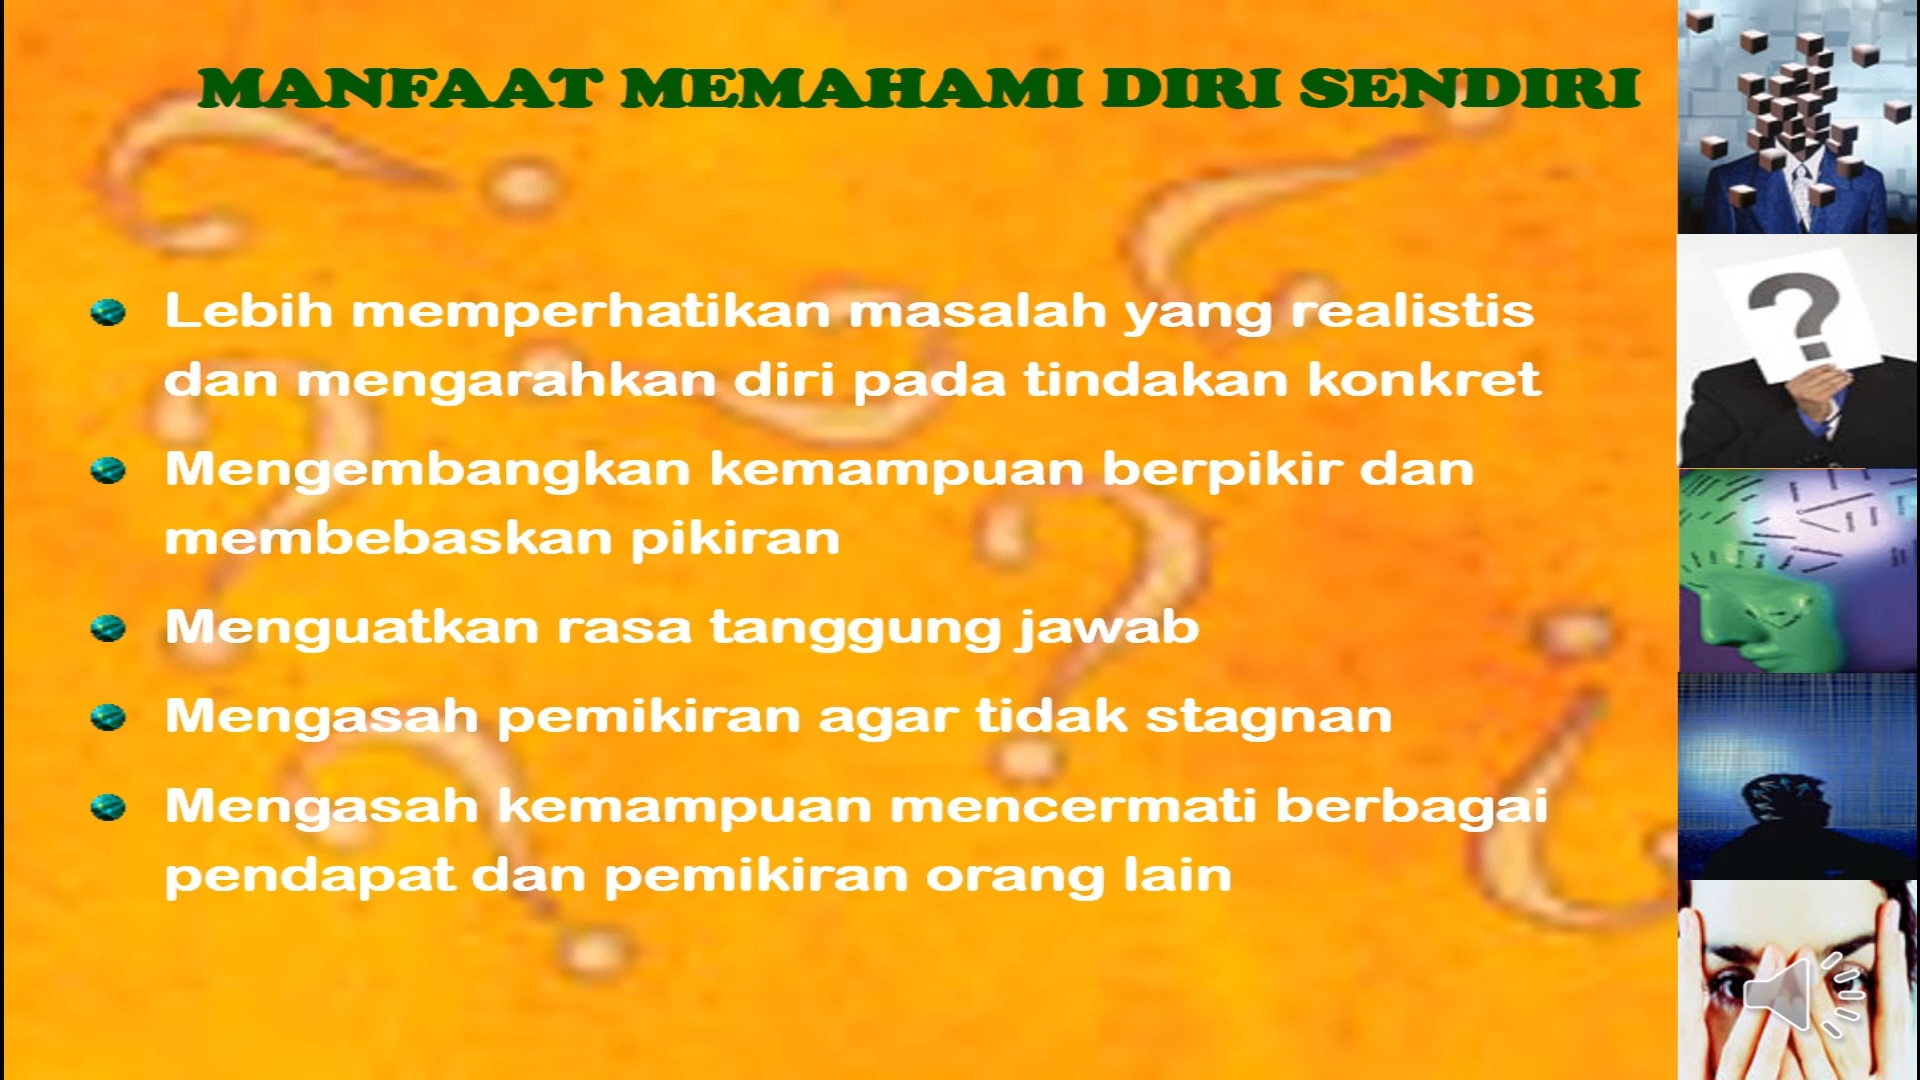 MANFAAT MEMAHAMI DIRI SENDIRI
Lebih memperhatikan masalah yang realistis
dan mengarahkan diri pada tindakan konkret
Mengembangkan kemampuan berpikir dan
membebaskan pikiran
Menguatkan rasa tanggung jawab
Mengasah pemikiran agar tidak stagnan
Mengasah kemampuan mencermati berbagai
pendapat dan pemikiran orang lain
?